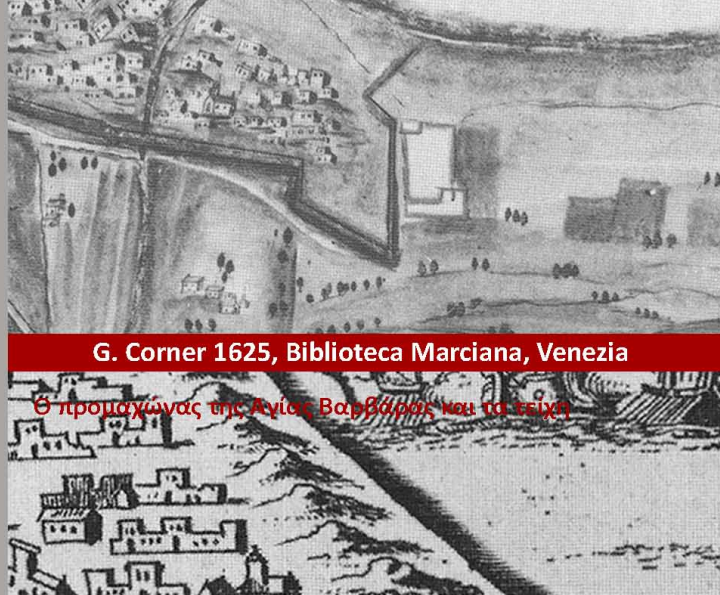 G. Corner 1625, Biblioteca Marciana, Venezia
Ο προμαχώνας της Αγίας Βαρβάρας και τα τείχη